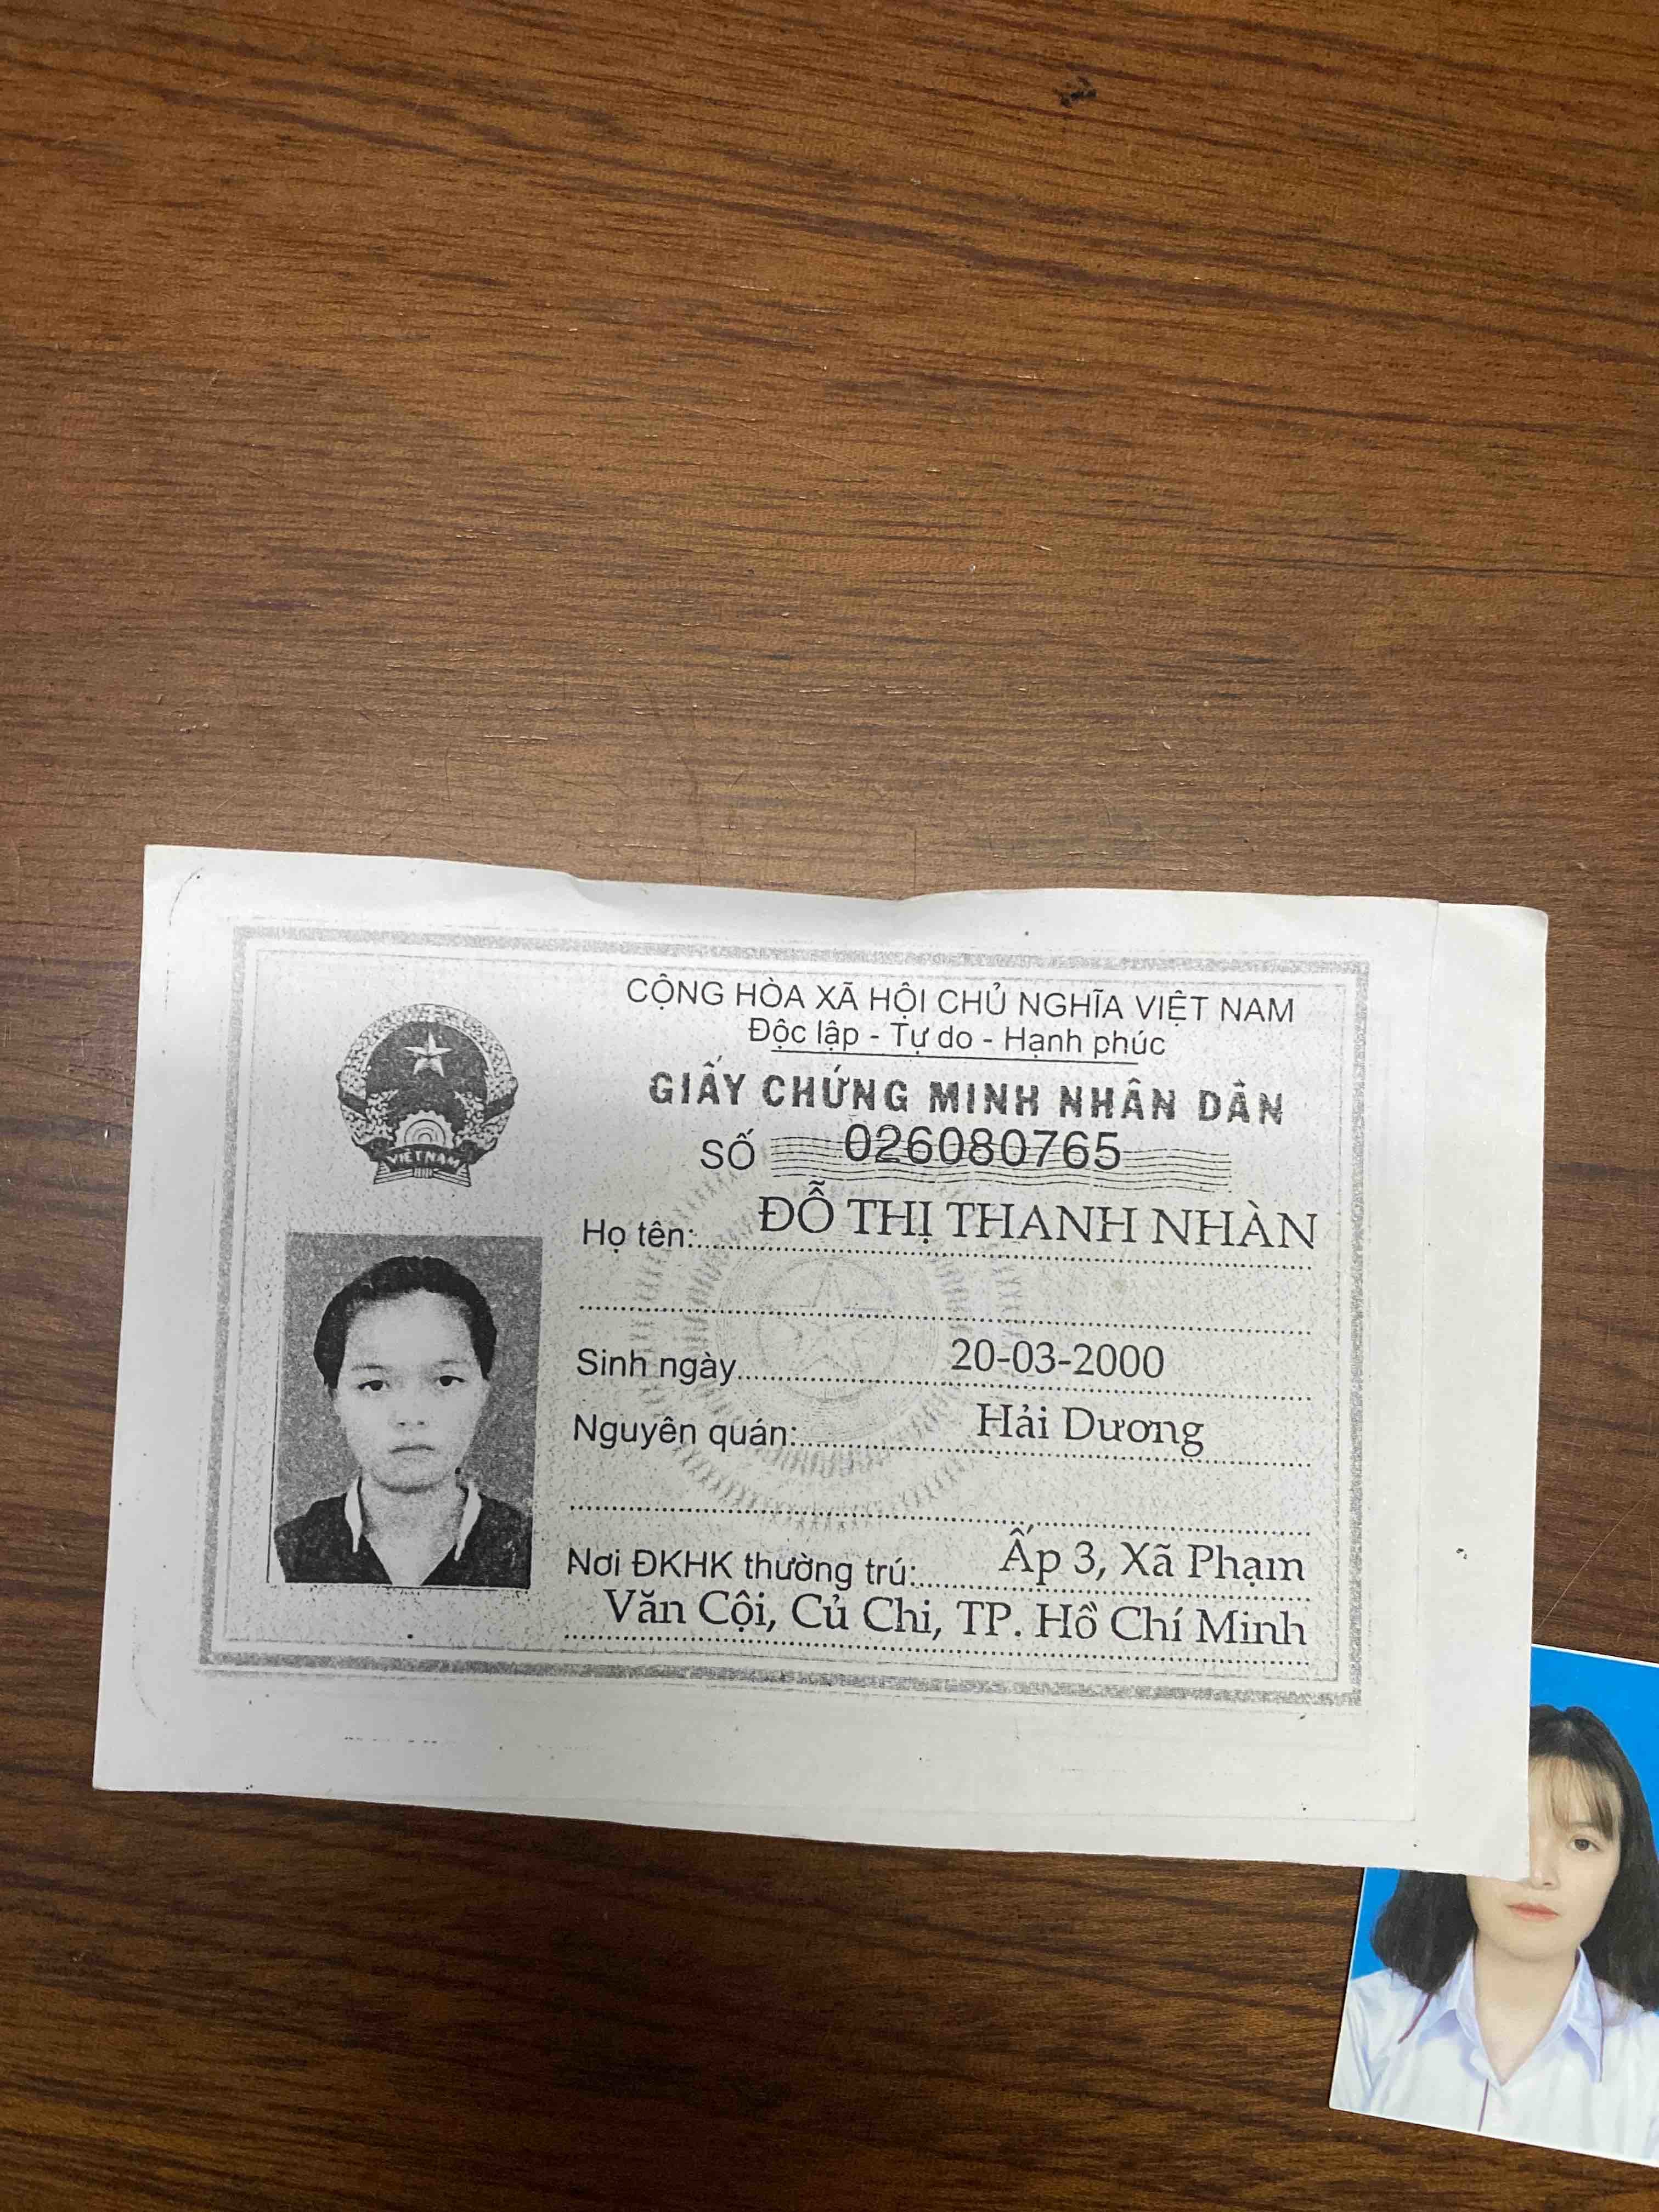 CỘNG HÒA XÃ HỘI CHỦ NGHĨA VIỆT NAM
Độc lập - Tự do - Hạnh phúc
GIẤY CHỨNG MINH NHÂN DÂN
SỐ 026080765
VIỆT NAM
Họ tên: ĐỖ THỊ THANH NHÀN
Sinh ngày 20-03-2000
Nguyên quán: Hải Dương
Nơi ĐKHK thường trú: Ấp 3, Xã Phạm
Văn Cội, Củ Chi, TP. Hồ Chí Minh